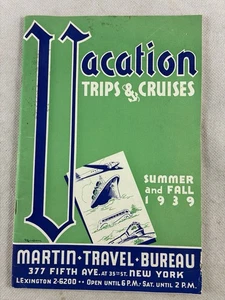 Vacation
TRIPS & CRUISES
SUMMER
and FALL
1939
MARTIN • TRAVEL • BUREAU
377 FIFTH AVE. AT 35TH ST. NEW YORK
LEXINGTON 2-6200 • • OPEN UNTIL 6 P.M. - SAT. UNTIL 2 P.M.